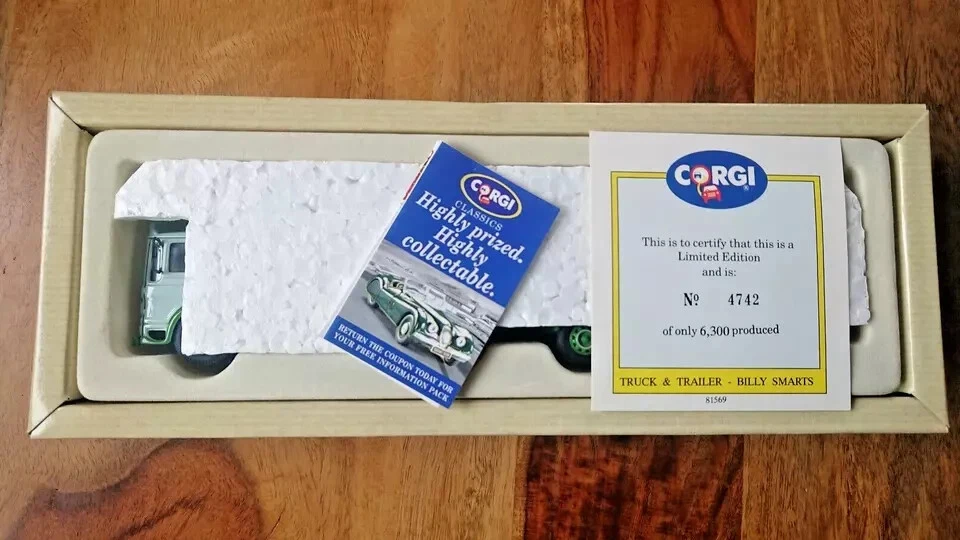 CORGI
CLASSICS
Highly prized.
Highly
collectable.
RETURN THE COUPON TODAY FOR
YOUR FREE INFORMATION PACK
CORGI®
This is to certify that this is a
Limited Edition
and is:
Nº 4742
of only 6,300 produced
TRUCK & TRAILER - BILLY SMARTS
81569